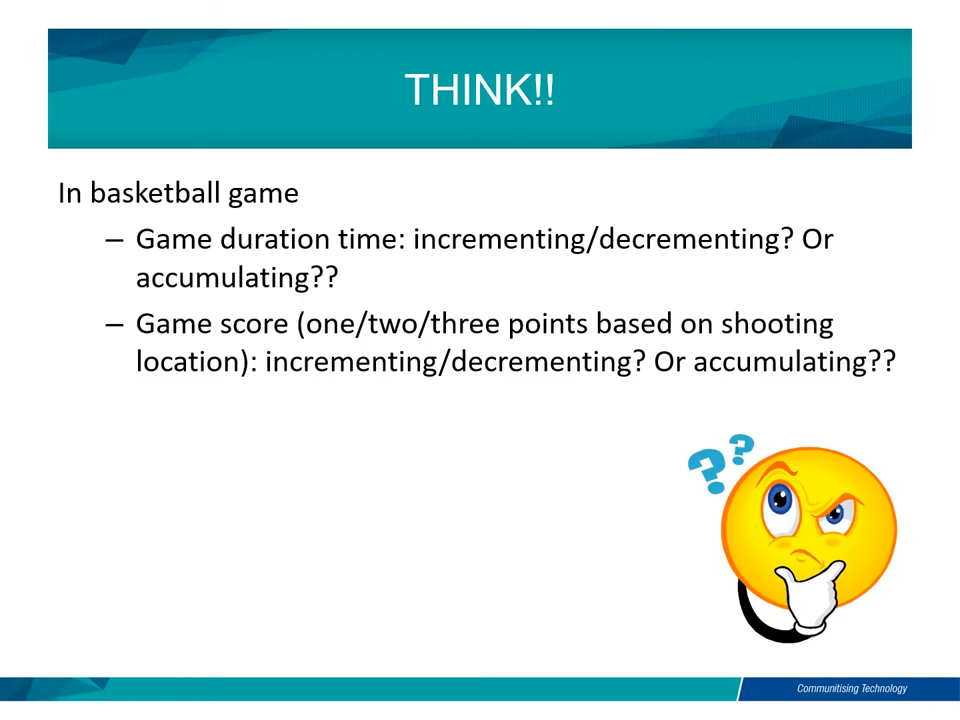 THINK!!
In basketball game
– Game duration time: incrementing/decrementing? Or
accumulating??
– Game score (one/two/three points based on shooting
location): incrementing/decrementing? Or accumulating??
? ?
Communitising Technology